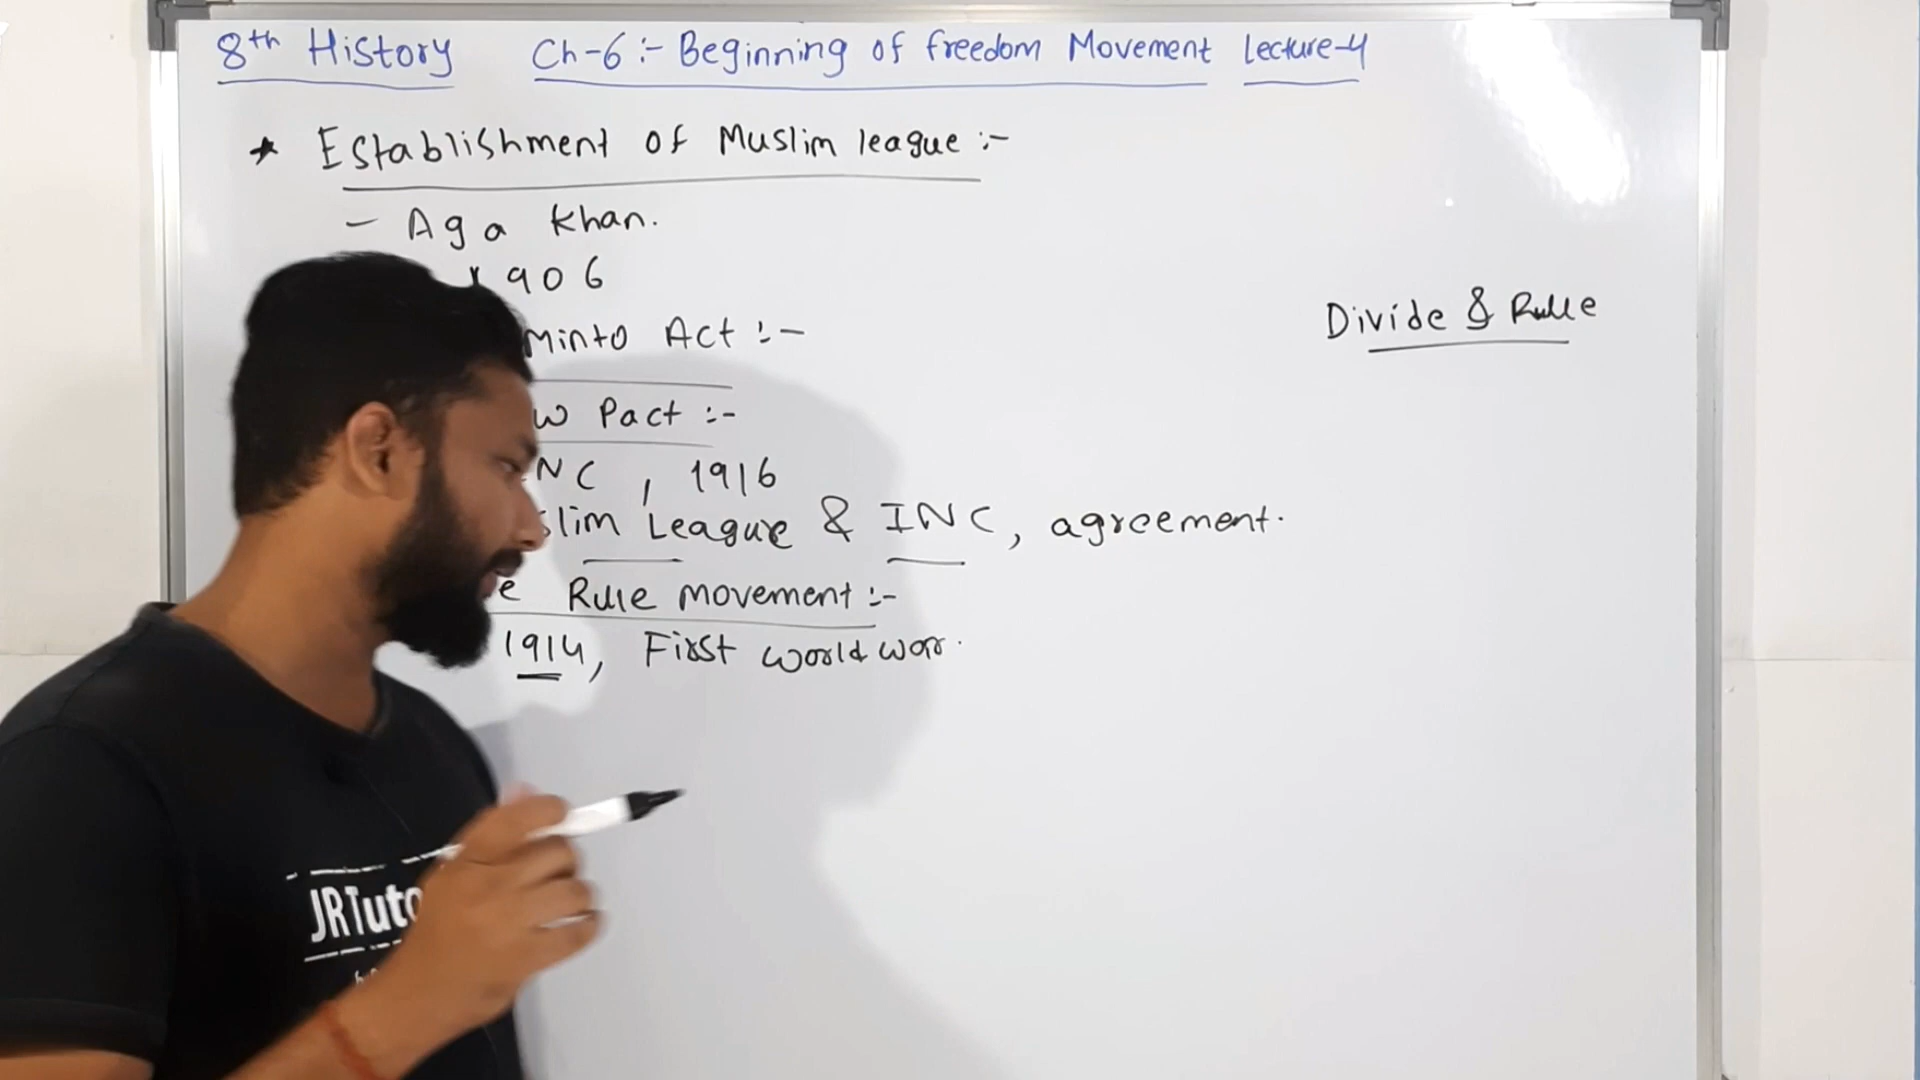 8th History Ch-6 :- Beginning of freedom Movement Lecture-4
* Establishment of Muslim league :-
- Aga Khan.
1906
Divide & Rule
Minto Act :-
w Pact :-
NC , 1916
slim League & INC, agreement.
e Rule movement :-
1914, First world war.
JRTuto